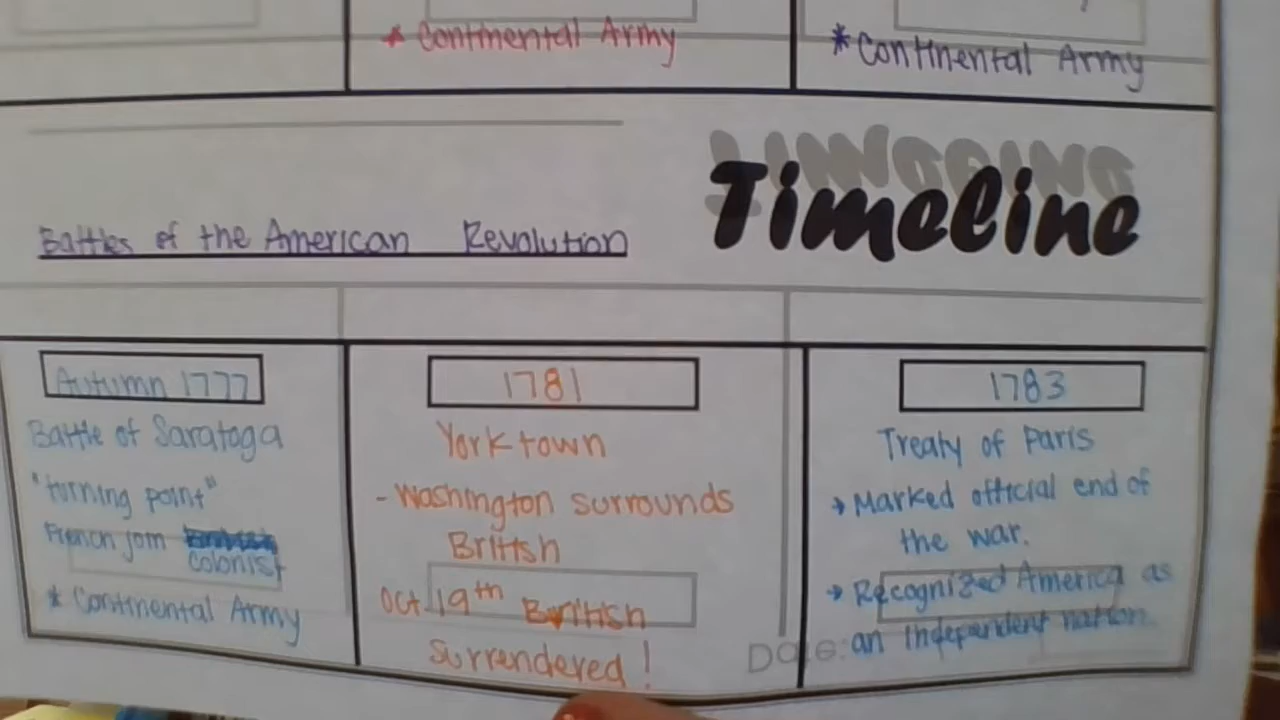 * Continental Army
* Continental Army
Timeline
Battles of the American Revolution
Autumn 1777
Battle of Saratoga
"turning point"
French join
colonist
* Continental Army
1781
Yorktown
- Washington surrounds
British
Oct 19th British
Surrendered!
1783
Treaty of Paris
→ Marked official end of
the war.
→ Recognized America as
an independent nation.
Date: